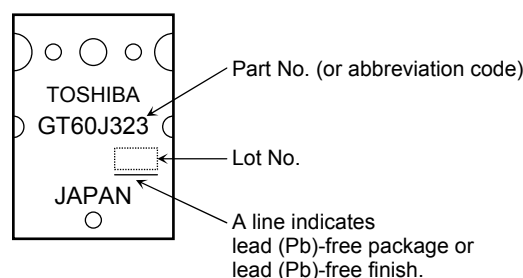 TOSHIBA
GT60J323
JAPAN
Part No. (or abbreviation code)
Lot No.
A line indicates
lead (Pb)-free package or
lead (Pb)-free finish.